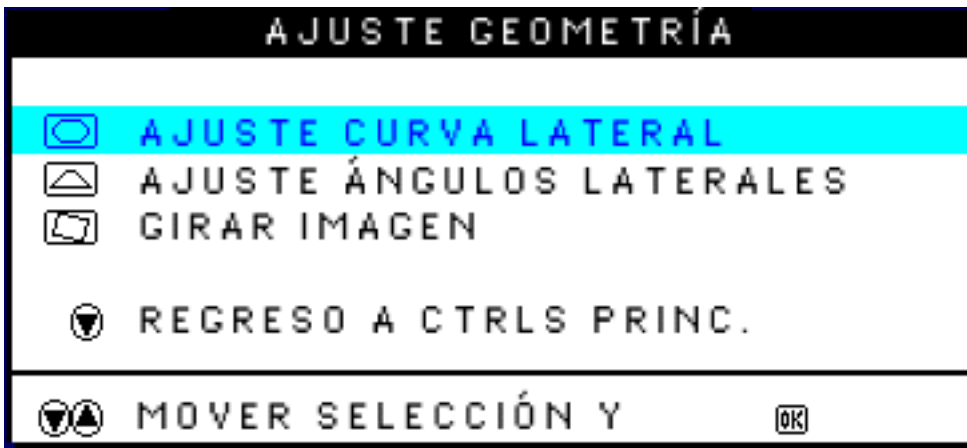 AJUSTE GEOMETRÍA
AJUSTE CURVA LATERAL
AJUSTE ÁNGULOS LATERALES
GIRAR IMAGEN
REGRESO A CTRLS PRINC.
MOVER SELECCIÓN Y OK